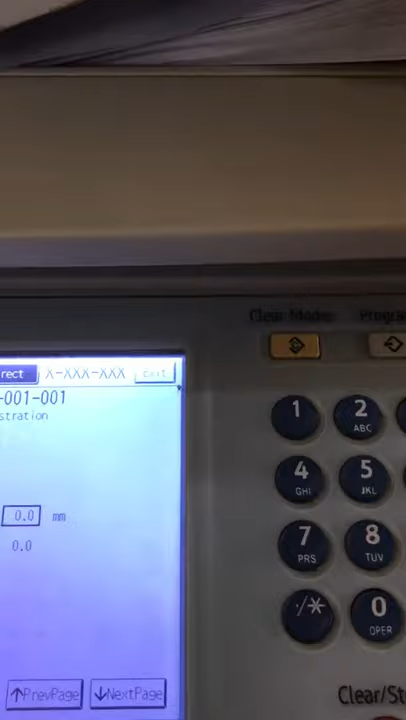 Clear Modes
rect X-XXX-XXX Exit
-001-001
stration
0.0 mm
0.0
↑PrevPage ↓NextPage
1
2
ABC
4
GHI
5
JKL
7
PRS
8
TUV
./*
0
OPER
Clear/St